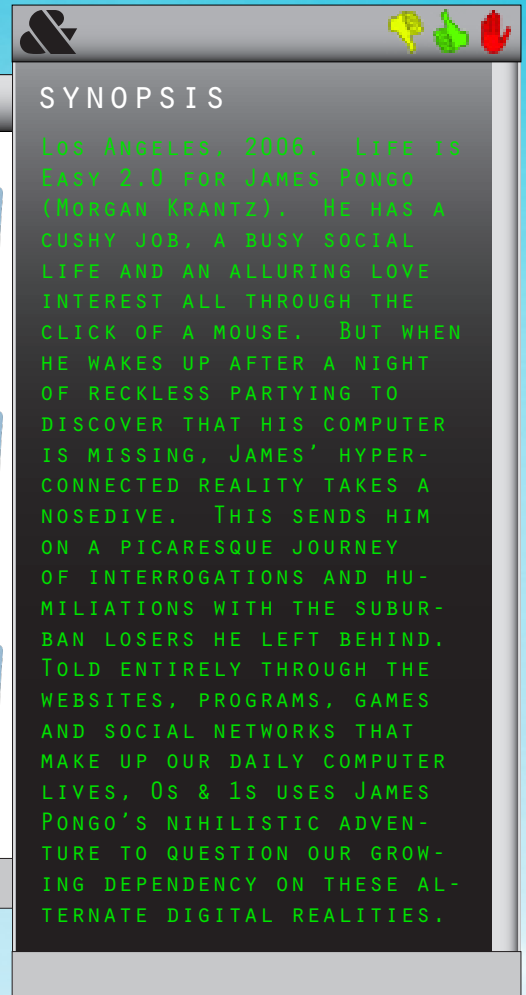 &
SYNOPSIS
Los Angeles, 2006. Life is
Easy 2.0 for James Pongo
(Morgan Krantz). He has a
cushy job, a busy social
life and an alluring love
interest all through the
click of a mouse. But when
he wakes up after a night
of reckless partying to
discover that his computer
is missing, James’ hyper-
connected reality takes a
nosedive. This sends him
on a picaresque journey
of interrogations and hu-
miliations with the subur-
ban losers he left behind.
Told entirely through the
websites, programs, games
and social networks that
make up our daily computer
lives, 0s & 1s uses James
Pongo’s nihilistic adven-
ture to question our grow-
ing dependency on these al-
ternate digital realities.